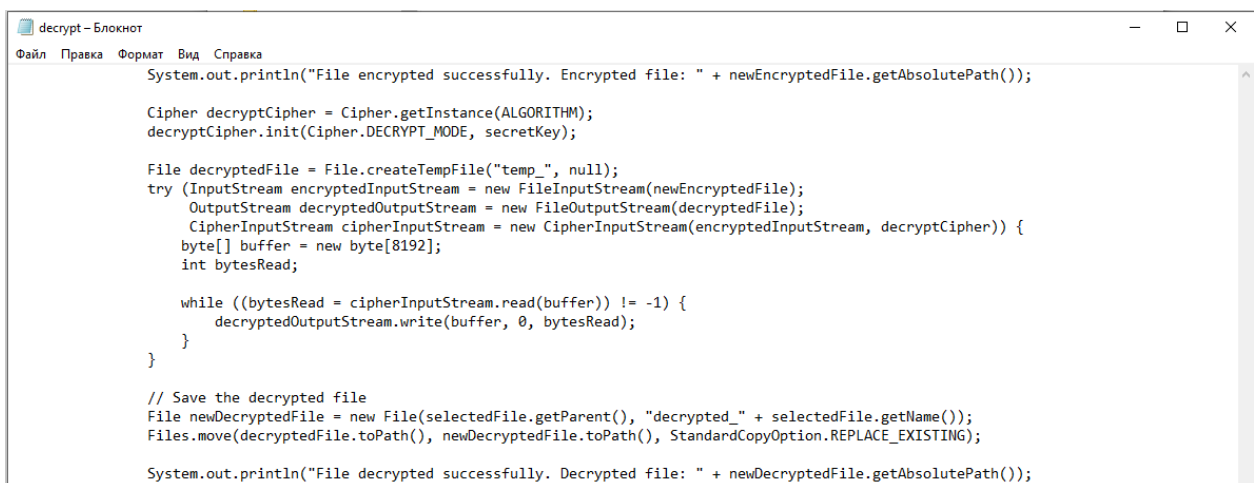 decrypt – Блокнот
Файл Правка Формат Вид Справка
System.out.println("File encrypted successfully. Encrypted file: " + newEncryptedFile.getAbsolutePath());
Cipher decryptCipher = Cipher.getInstance(ALGORITHM);
decryptCipher.init(Cipher.DECRYPT_MODE, secretKey);
File decryptedFile = File.createTempFile("temp_", null);
try (InputStream encryptedInputStream = new FileInputStream(newEncryptedFile);
OutputStream decryptedOutputStream = new FileOutputStream(decryptedFile);
CipherInputStream cipherInputStream = new CipherInputStream(encryptedInputStream, decryptCipher)) {
byte[] buffer = new byte[8192];
int bytesRead;
while ((bytesRead = cipherInputStream.read(buffer)) != -1) {
decryptedOutputStream.write(buffer, 0, bytesRead);
}
}
// Save the decrypted file
File newDecryptedFile = new File(selectedFile.getParent(), "decrypted_" + selectedFile.getName());
Files.move(decryptedFile.toPath(), newDecryptedFile.toPath(), StandardCopyOption.REPLACE_EXISTING);
System.out.println("File decrypted successfully. Decrypted file: " + newDecryptedFile.getAbsolutePath());